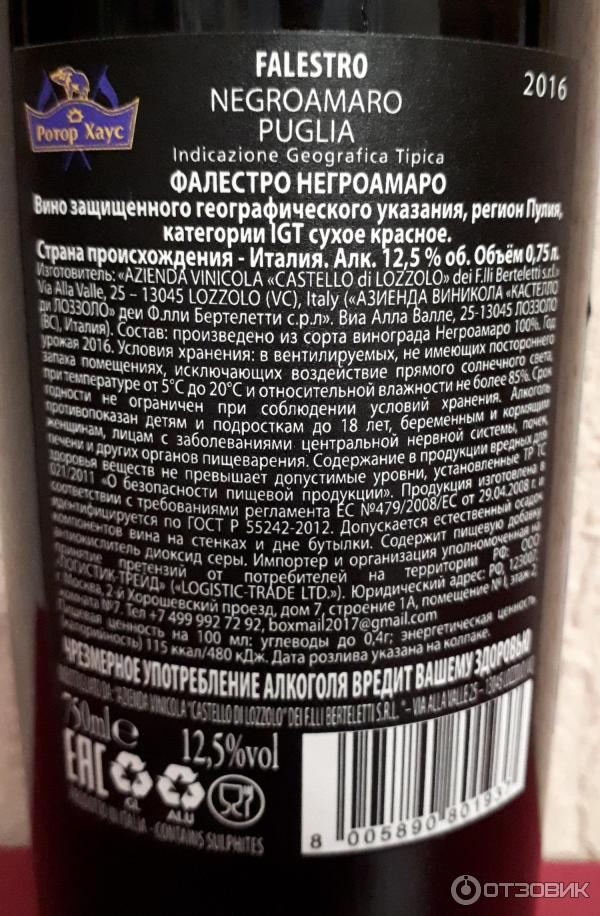 FALESTRO
2016
NEGROAMARO
PUGLIA
Indicazione Geografica Tipica
Ротор Хаус
ФАЛЕСТРО НЕГРОАМАРО
Вино защищенного географического указания, регион Пулия,
категории IGT сухое красное.
Страна происхождения - Италия. Алк. 12,5 % об. Объём 0,75 л.
Изготовитель: «AZIENDA VINICOLA «CASTELLO di LOZZOLO» dei F.lli Berteletti s.r.l.»
Via Alla Valle, 25 – 13045 LOZZOLO (VC), Italy («АЗИЕНДА ВИНИКОЛА «КАСТЕЛЛО
ди ЛОЗЗОЛО» деи Ф.лли Бертелетти с.р.л». Виа Алла Валле, 25-13045 ЛОЗЗОЛО
(ВС), Италия). Состав: произведено из сорта винограда Негроамаро 100%. Год
урожая 2016. Условия хранения: в вентилируемых, не имеющих постороннего
запаха помещениях, исключающих воздействие прямого солнечного света,
при температуре от 5°С до 20°С и относительной влажности не более 85%. Срок
годности не ограничен при соблюдении условий хранения. Алкоголь
противопоказан детям и подросткам до 18 лет, беременным и кормящим
женщинам, лицам с заболеваниями центральной нервной системы, почек,
печени и других органов пищеварения. Содержание в продукции вредных для
здоровья веществ не превышает допустимые уровни, установленные ТР ТС
021/2011 «О безопасности пищевой продукции». Продукция изготовлена в
соответствии с требованиями регламента ЕС №479/2008/ЕС от 29.04.2008 г. и
идентифицируется по ГОСТ Р 55242-2012. Допускается естественный осадок
компонентов вина на стенках и дне бутылки. Содержит пищевую добавку
антиокислитель диоксид серы. Импортер и организация уполномоченная на
принятие претензий от потребителей на территории РФ: ООО
«ЛОГИСТИК-ТРЕЙД» («LOGISTIC-TRADE LTD.»). Юридический адрес: РФ, 123007,
г. Москва, 2-й Хорошевский проезд, дом 7, строение 1А, помещение №I, этаж 2,
комната №7. Тел +7 499 992 72 92, boxmail2017@gmail.com
Пищевая ценность на 100 мл: углеводы до 0,4г; энергетическая ценность
(калорийность) 115 ккал/480 кДж. Дата розлива указана на колпаке.
ЧРЕЗМЕРНОЕ УПОТРЕБЛЕНИЕ АЛКОГОЛЯ ВРЕДИТ ВАШЕМУ ЗДОРОВЬЮ
DA "AZIENDA VINICOLA "CASTELLO DI LOZZOLO" DEI F.LLI BERTELETTI S.R.L." – VIA ALLA VALLE 25 – 13045 LOZZOLO
750ml e 12,5%vol
EAC
GL ALU
DI ITALIA - CONTAINS SULPHITES
8 005890 801937
ОТЗОВИК